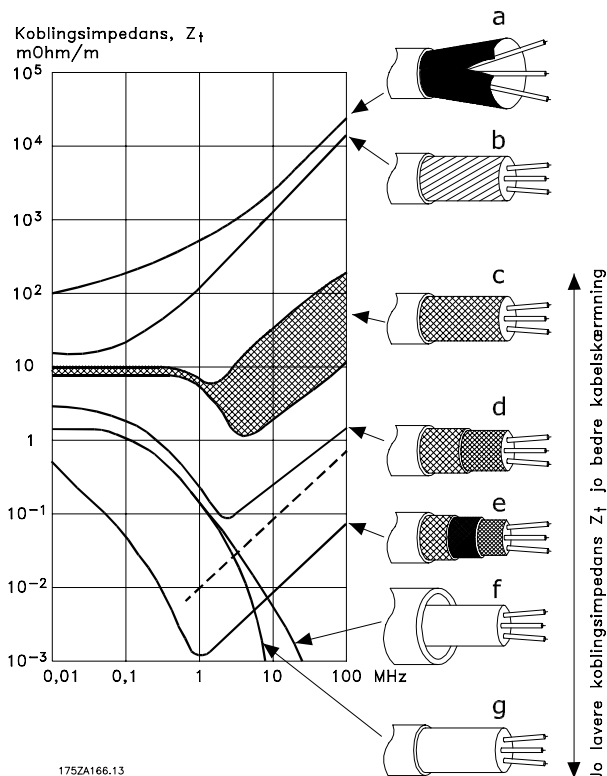 Koblingsimpedans, Zt
mOhm/m
10⁵
10⁴
10³
10²
10
1
10⁻¹
10⁻²
10⁻³
0,01
0,1
1
10
100
MHz
a
b
c
d
e
f
g
Jo lavere koblingsimpedans Zt jo bedre kabelskærmning
175ZA166.13